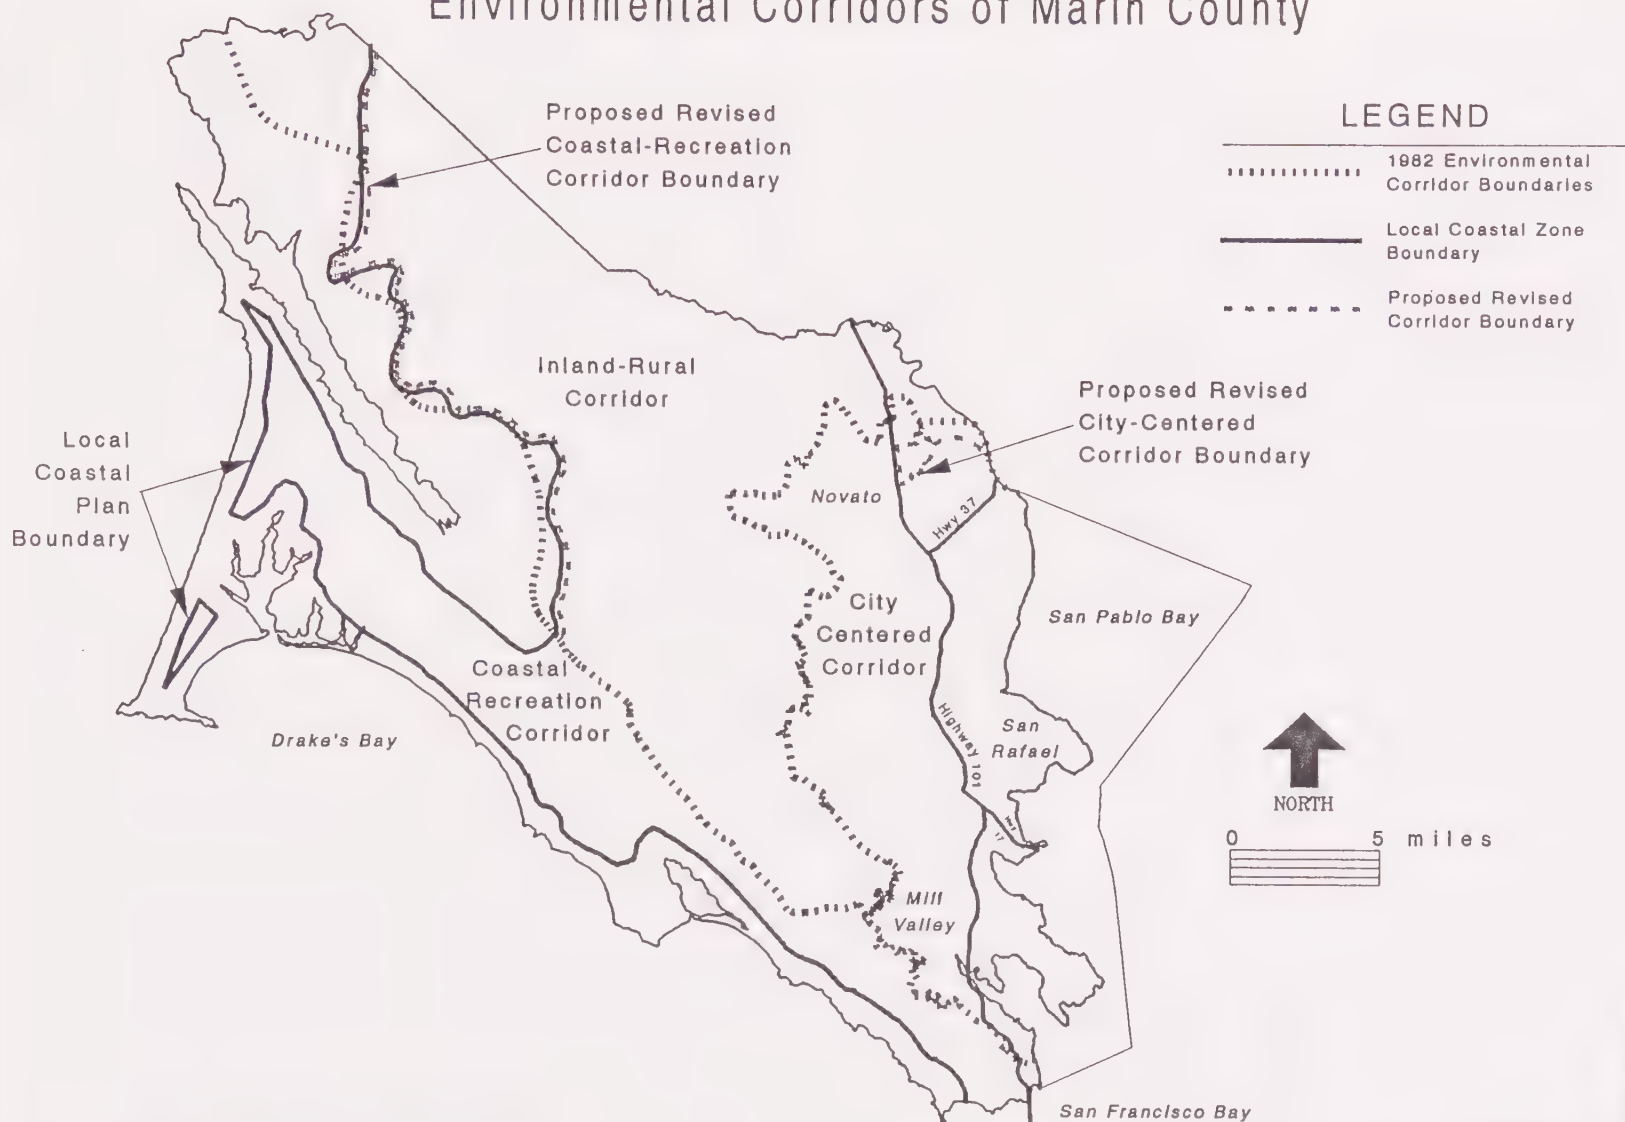 Environmental Corridors of Marin County
Proposed Revised
Coastal-Recreation
Corridor Boundary
LEGEND
1982 Environmental
Corridor Boundaries
Local Coastal Zone
Boundary
Proposed Revised
Corridor Boundary
Inland-Rural
Corridor
Proposed Revised
City-Centered
Corridor Boundary
Local
Coastal
Plan
Boundary
Novato
Hwy 37
City
Centered
Corridor
San Pablo Bay
Coastal
Recreation
Corridor
Drake's Bay
Highway 101
San
Rafael
NORTH
0 5 miles
17
Mill
Valley
San Francisco Bay